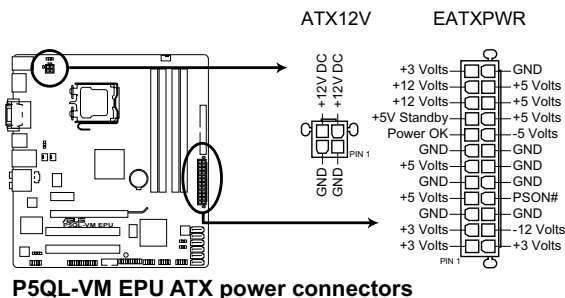 ATX12V
EATXPWR
+12V DC
+12V DC
GND
GND
PIN 1
+3 Volts GND
+12 Volts +5 Volts
+12 Volts +5 Volts
+5V Standby +5 Volts
Power OK -5 Volts
GND GND
+5 Volts GND
GND GND
+5 Volts PSON#
GND GND
+3 Volts -12 Volts
+3 Volts +3 Volts
PIN 1
ASUS
P5QL-VM EPU
P5QL-VM EPU ATX power connectors